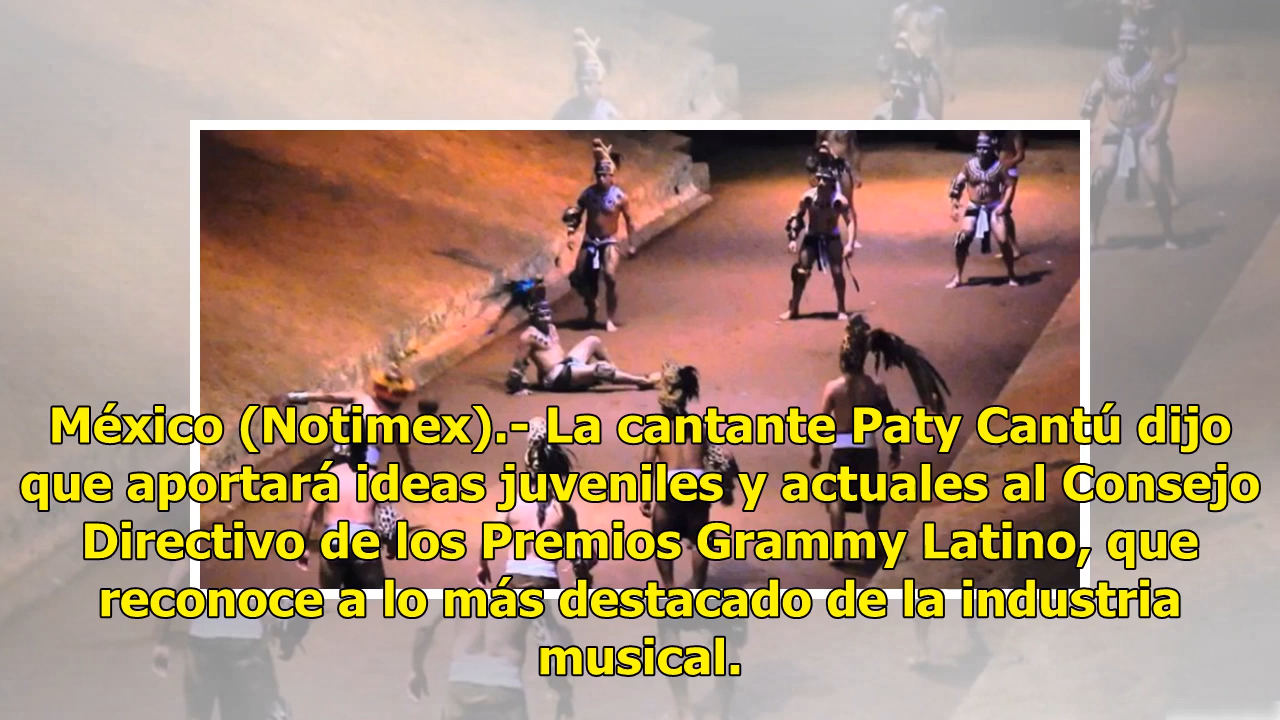 México (Notimex).- La cantante Paty Cantú dijo
que aportará ideas juveniles y actuales al Consejo
Directivo de los Premios Grammy Latino, que
reconoce a lo más destacado de la industria
musical.